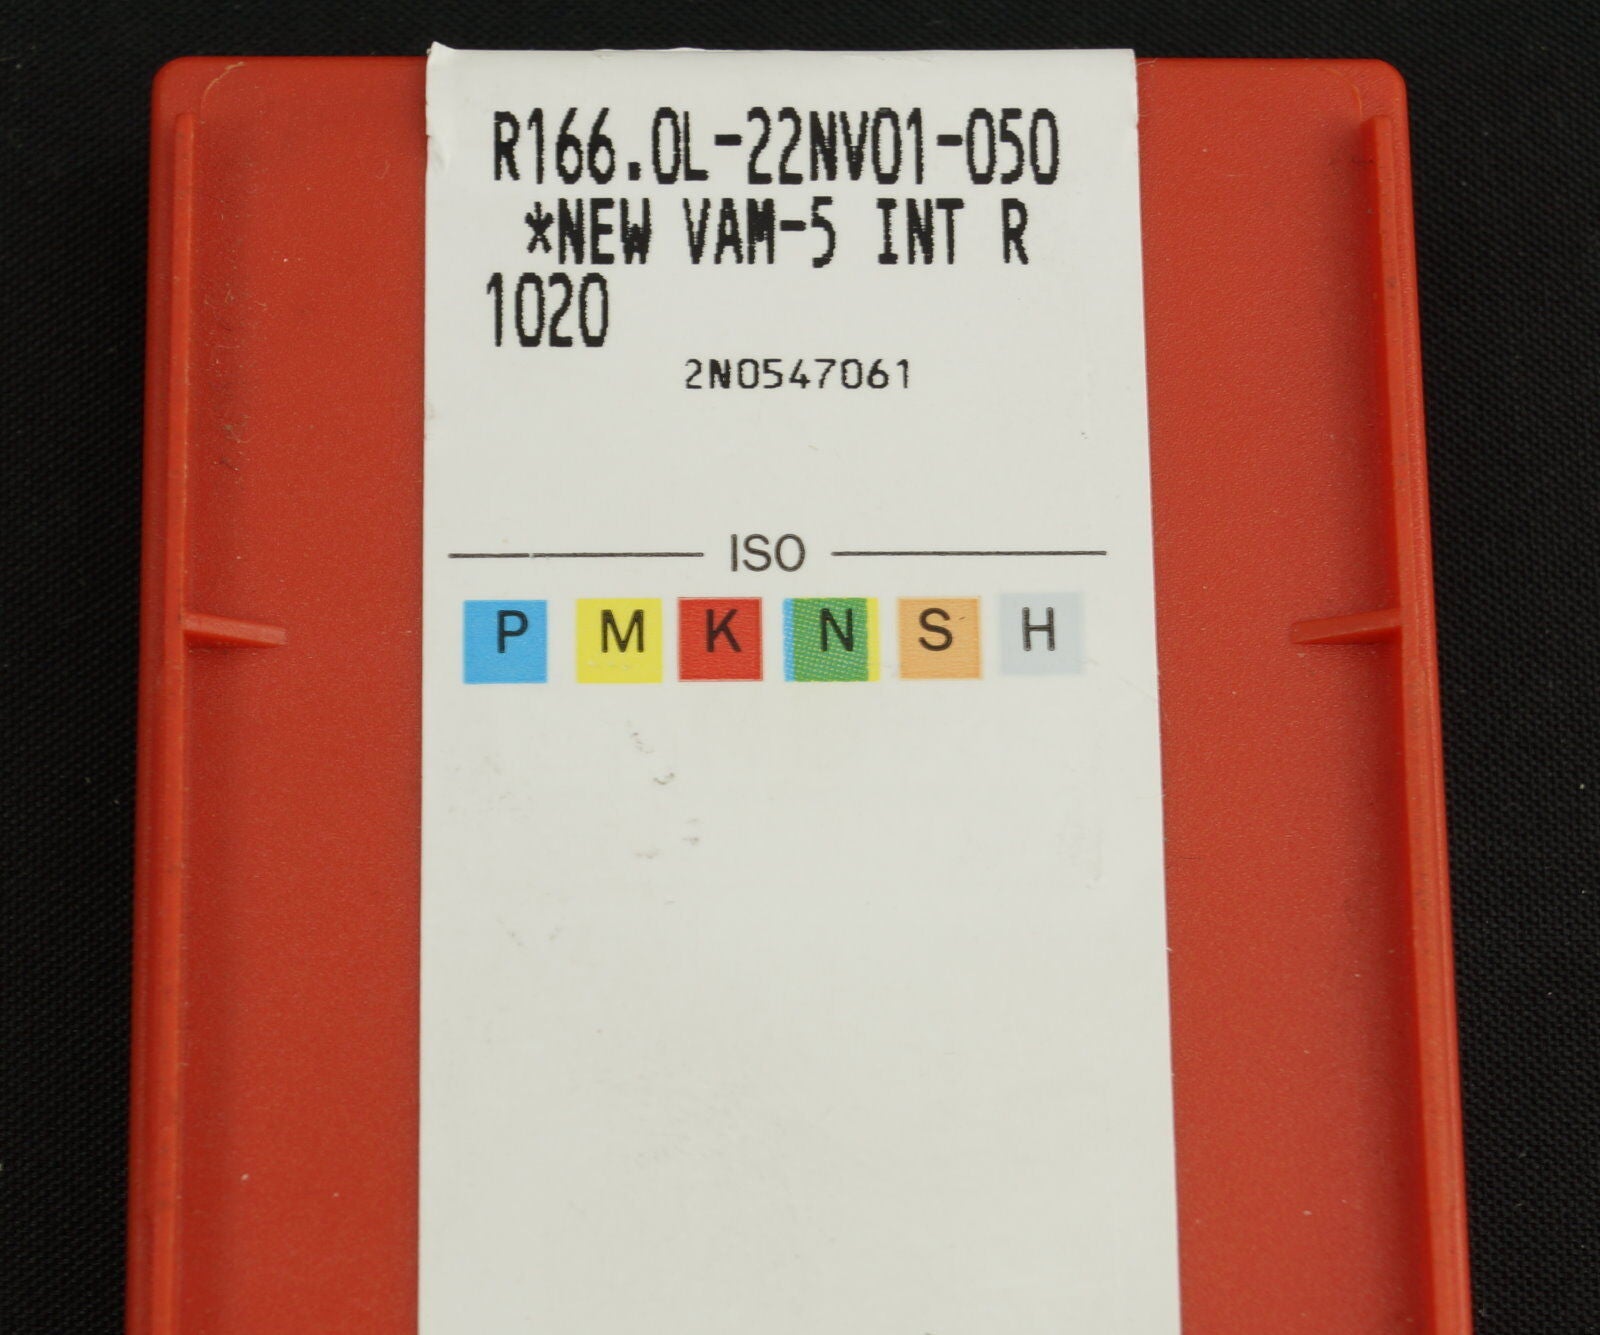 R166.0L-22NV01-050
*NEW VAM-5 INT R
1020
2N0547061
ISO
P M K N S H